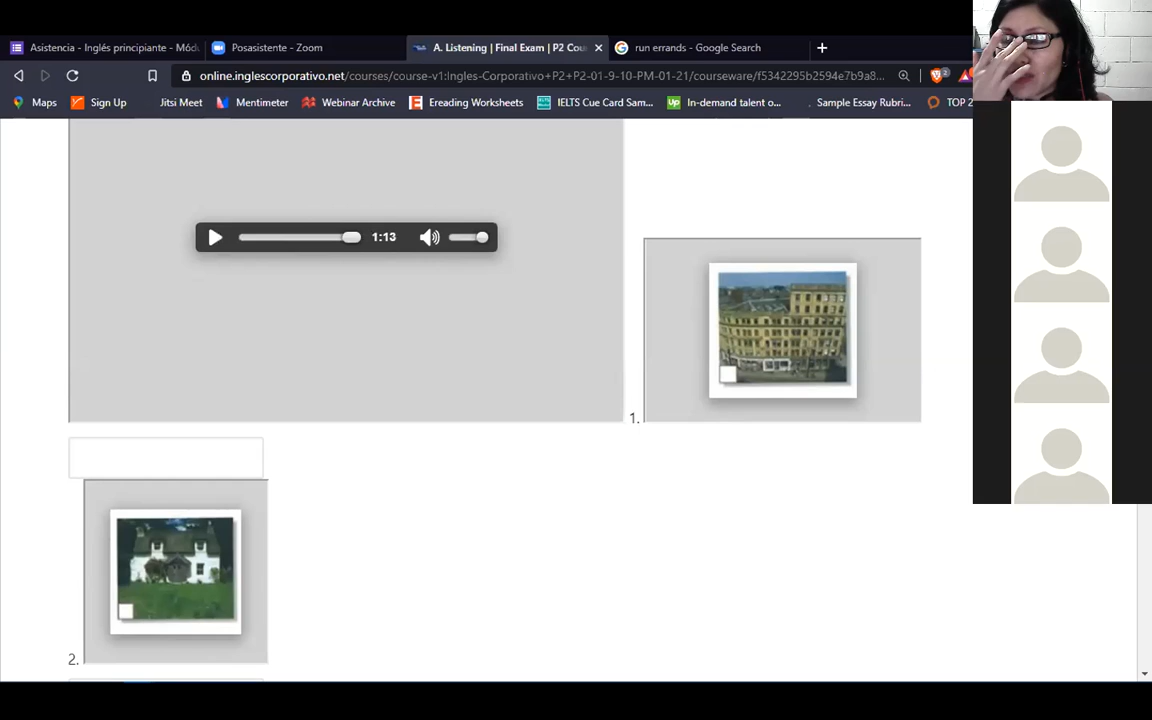 Asistencia - Inglés principiante - Módu
Posasistente - Zoom
A. Listening | Final Exam | P2 Cou
run errands - Google Search
online.inglescorporativo.net/courses/course-v1:Ingles-Corporativo+P2+P2-01-9-10-PM-01-21/courseware/f5342295b2594e7b9a8...
2
Maps
Sign Up
Jitsi Meet
Mentimeter
Webinar Archive
Ereading Worksheets
IELTS Cue Card Sam...
In-demand talent o...
Sample Essay Rubri...
TOP 2
1:13
1.
2.